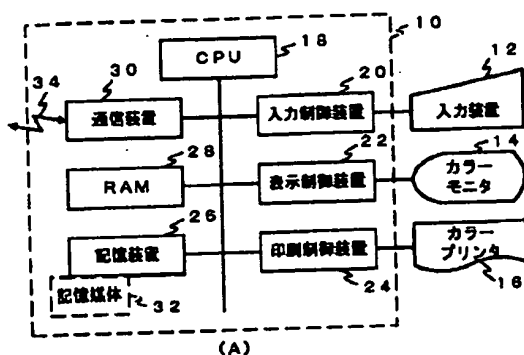 10
CPU
18
12
34
30
20
通信装置
入力制御装置
入力装置
28
22
14
RAM
表示制御装置
カラー
モニタ
26
記憶装置
印刷制御装置
カラー
プリンタ
記憶媒体
32
24
16
(A)